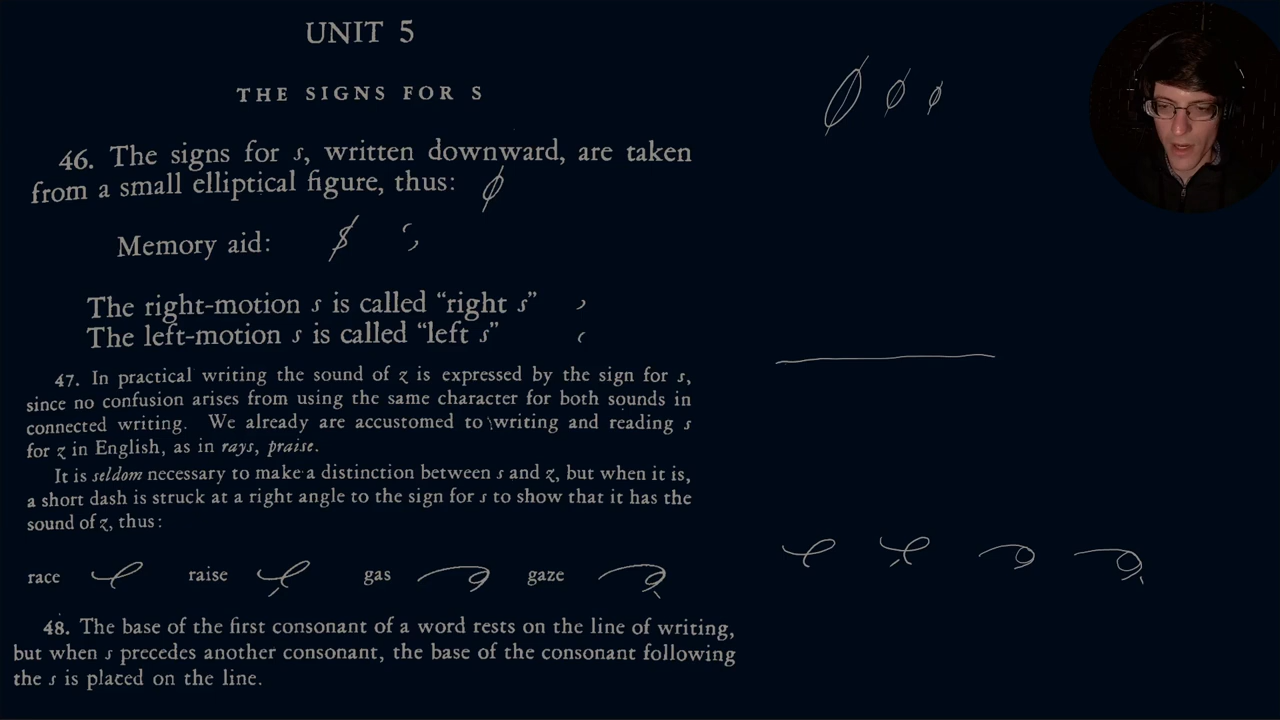 UNIT 5
THE SIGNS FOR S
46. The signs for s, written downward, are taken
from a small elliptical figure, thus:
Memory aid:
The right-motion s is called “right s”
The left-motion s is called “left s”
47. In practical writing the sound of z is expressed by the sign for s,
since no confusion arises from using the same character for both sounds in
connected writing. We already are accustomed to writing and reading s
for z in English, as in rays, praise.
It is seldom necessary to make a distinction between s and z, but when it is,
a short dash is struck at a right angle to the sign for s to show that it has the
sound of z, thus:
race raise gas gaze
48. The base of the first consonant of a word rests on the line of writing,
but when s precedes another consonant, the base of the consonant following
the s is placed on the line.